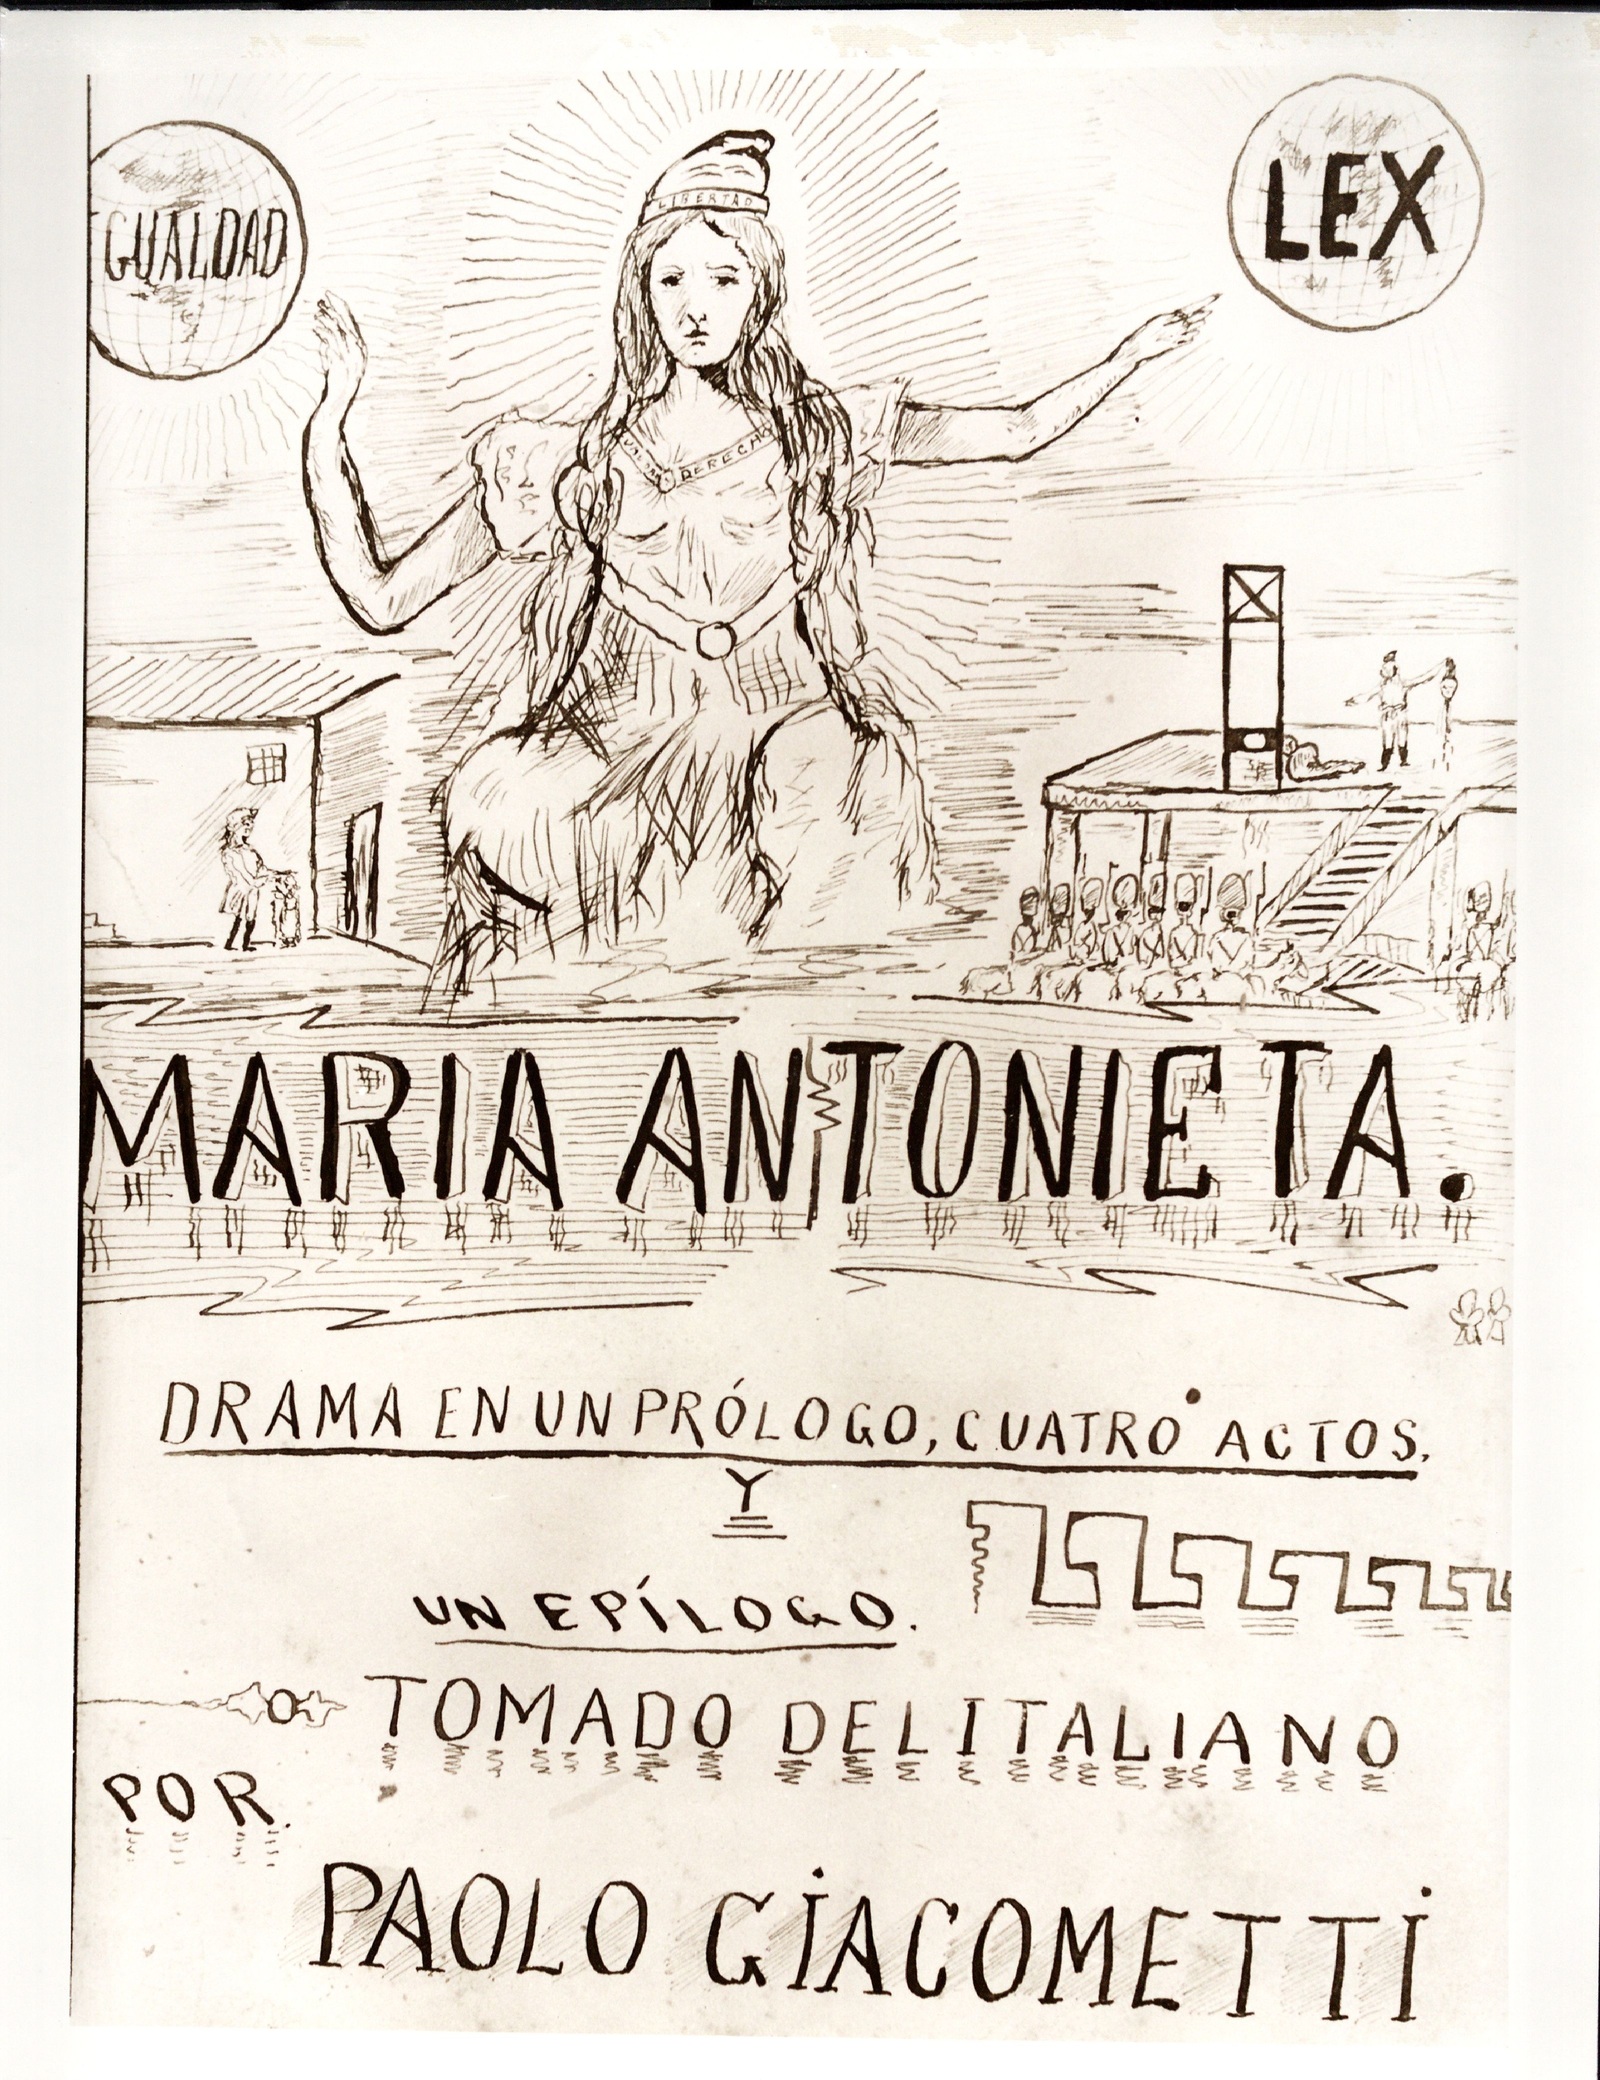 GUALDAD
LEX
LIBERTAD
DERECHO
MARIA ANTONIETA.
DRAMA EN UN PRÓLOGO, CUATRO ACTOS.
Y
UN EPÍLOGO.
TOMADO DEL ITALIANO
POR.
PAOLO GIACOMETTI